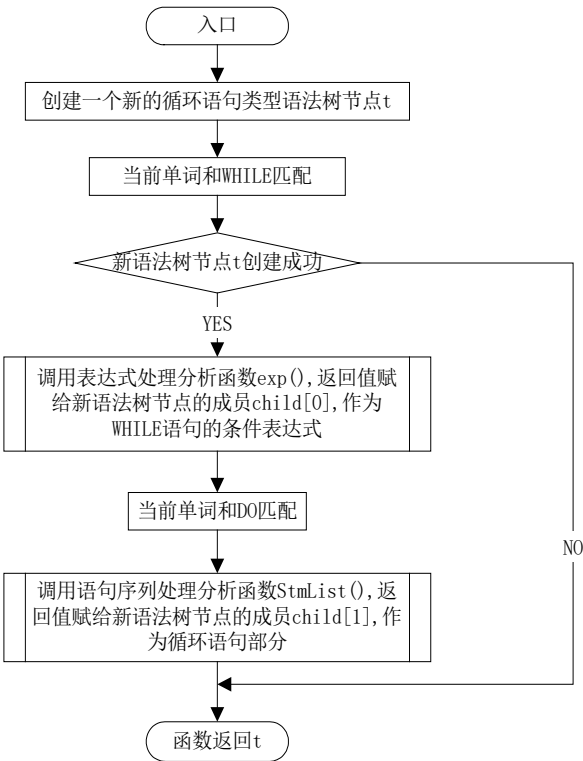 入口
创建一个新的循环语句类型语法树节点t
当前单词和WHILE匹配
新语法树节点t创建成功
YES
调用表达式处理分析函数exp(),返回值赋
给新语法树节点的成员child[0],作为
WHILE语句的条件表达式
当前单词和DO匹配
NO
调用语句序列处理分析函数StmList(),返
回值赋给新语法树节点的成员child[1],作
为循环语句部分
函数返回t